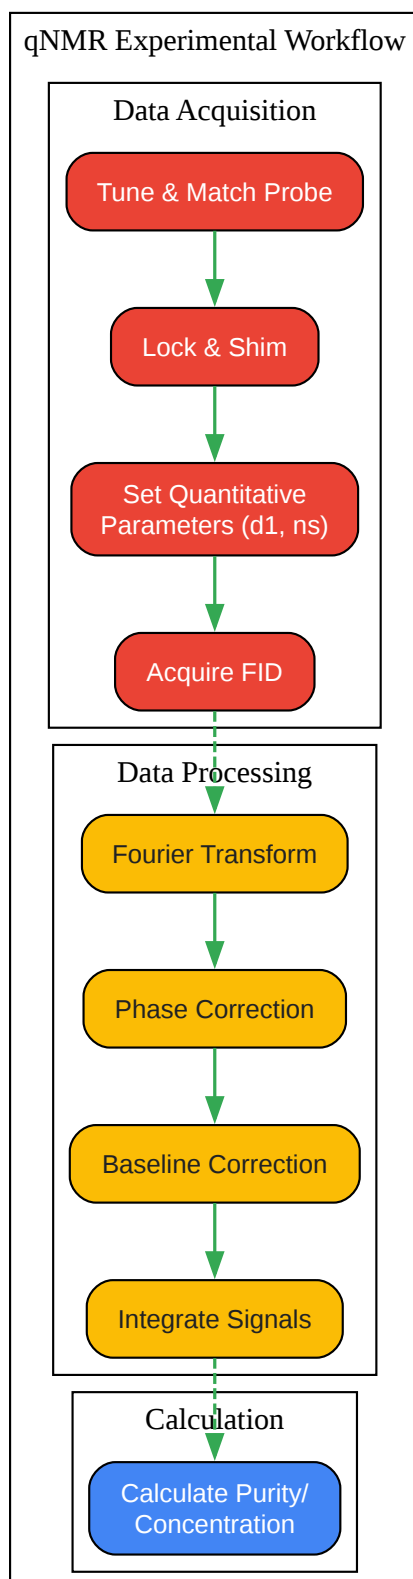 qNMR Experimental Workflow
Data Acquisition
Tune & Match Probe
Lock & Shim
Set Quantitative
Parameters (d1, ns)
Acquire FID
Data Processing
Fourier Transform
Phase Correction
Baseline Correction
Integrate Signals
Calculation
Calculate Purity/
Concentration